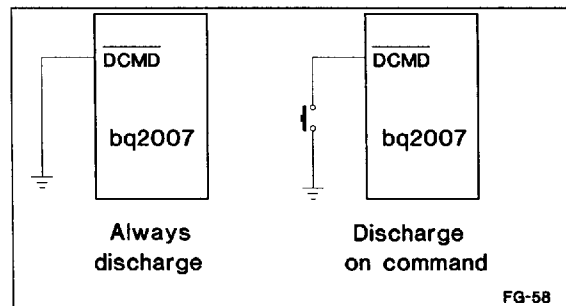 DCMD
bq2007
Always
discharge
DCMD
bq2007
Discharge
on command
FG-58